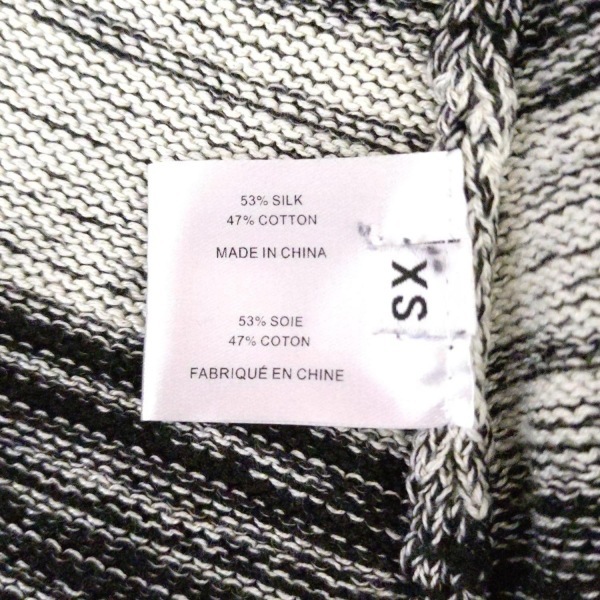 53% SILK
47% COTTON
MADE IN CHINA
53% SOIE
47% COTON
FABRIQUÉ EN CHINE
XS